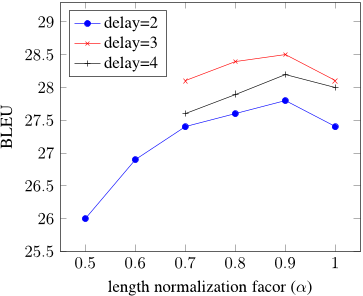 delay=2
delay=3
delay=4
BLEU
29
28.5
28
27.5
27
26.5
26
25.5
0.5 0.6 0.7 0.8 0.9 1
length normalization facor (α)